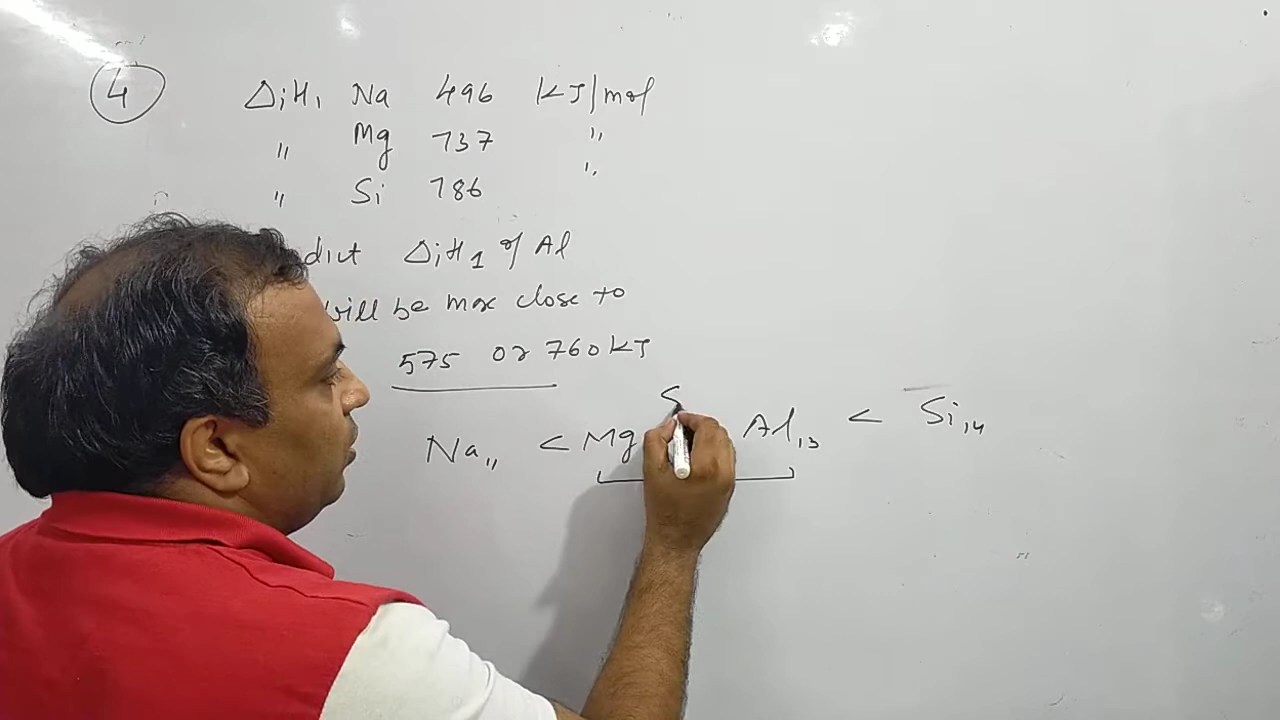 4 ΔiH1 Na 496 kJ/mol
" Mg 737 "
" Si 786 "
dict ΔiH1 of Al
will be more close to
575 or 760 kJ
S
Na11 < Mg Al13 < Si14